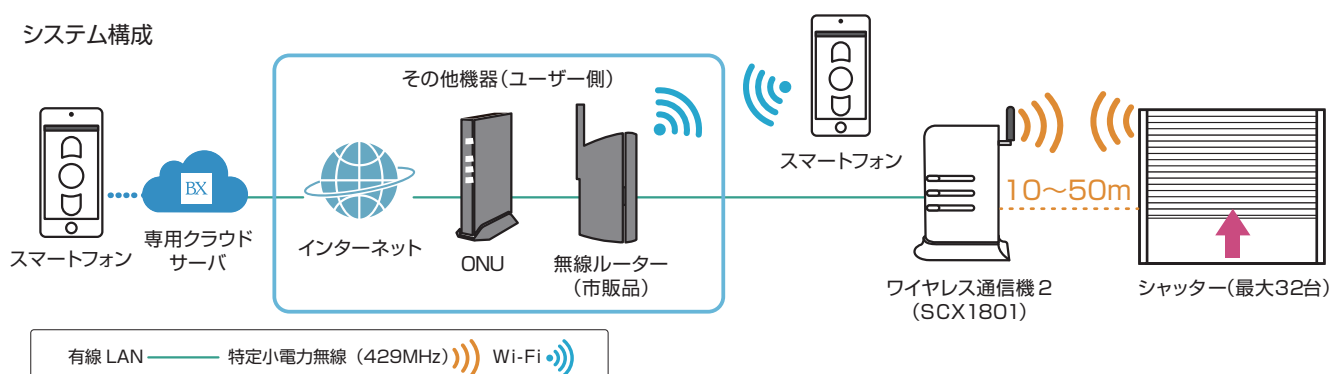 システム構成
その他機器(ユーザー側)
スマートフォン
BX
10〜50m
専用クラウド
サーバ
スマートフォン
インターネット
ONU
無線ルーター
(市販品)
ワイヤレス通信機2
(SCX1801)
シャッター(最大32台)
有線 LAN 特定小電力無線(429MHz) Wi-Fi